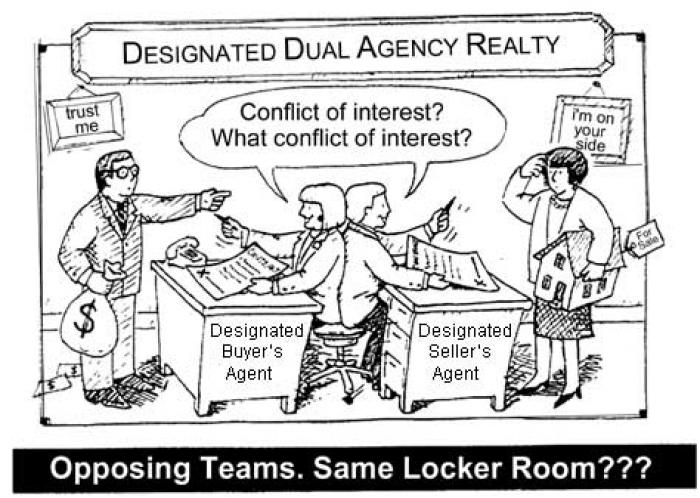 DESIGNATED DUAL AGENCY REALTY
trust
me
Conflict of interest?
What conflict of interest?
i'm on
your
side
For
Sale
CONTRACT
$
Designated
Buyer's
Agent
Designated
Seller's
Agent
$
$
Opposing Teams. Same Locker Room???